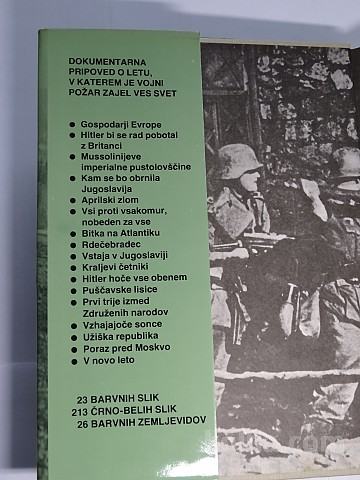 DOKUMENTARNA
PRIPOVED O LETU,
V KATEREM JE VOJNI
POŽAR ZAJEL VES SVET
● Gospodarji Evrope
● Hitler bi se rad pobotal
z Britanci
● Mussolinijeve
imperialne pustolovščine
● Kam se bo obrnila
Jugoslavija
● Aprilski zlom
● Vsi proti vsakomur,
nobeden za vse
● Bitka na Atlantiku
● Rdečebradec
● Vstaja v Jugoslaviji
● Kraljevi četniki
● Hitler hoče vse obenem
● Puščavske lisice
● Prvi trije izmed
Združenih narodov
● Vzhajajoče sonce
● Užiška republika
● Poraz pred Moskvo
● V novo leto
23 BARVNIH SLIK
213 ČRNO-BELIH SLIK
26 BARVNIH ZEMLJEVIDOV